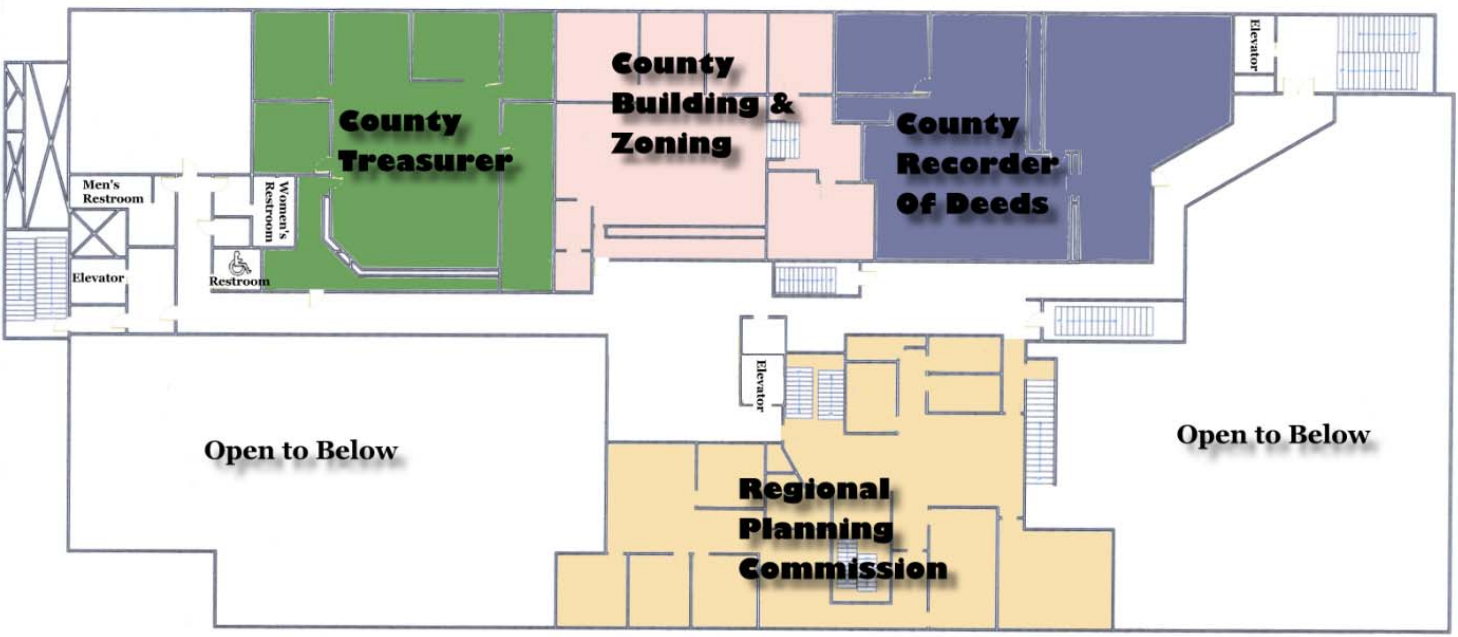 County
Treasurer
County
Building &
Zoning
County
Recorder
Of Deeds
Elevator
Men's
Restroom
Women's
Restroom
Elevator
Restroom
Elevator
Open to Below
Open to Below
Regional
Planning
Commission